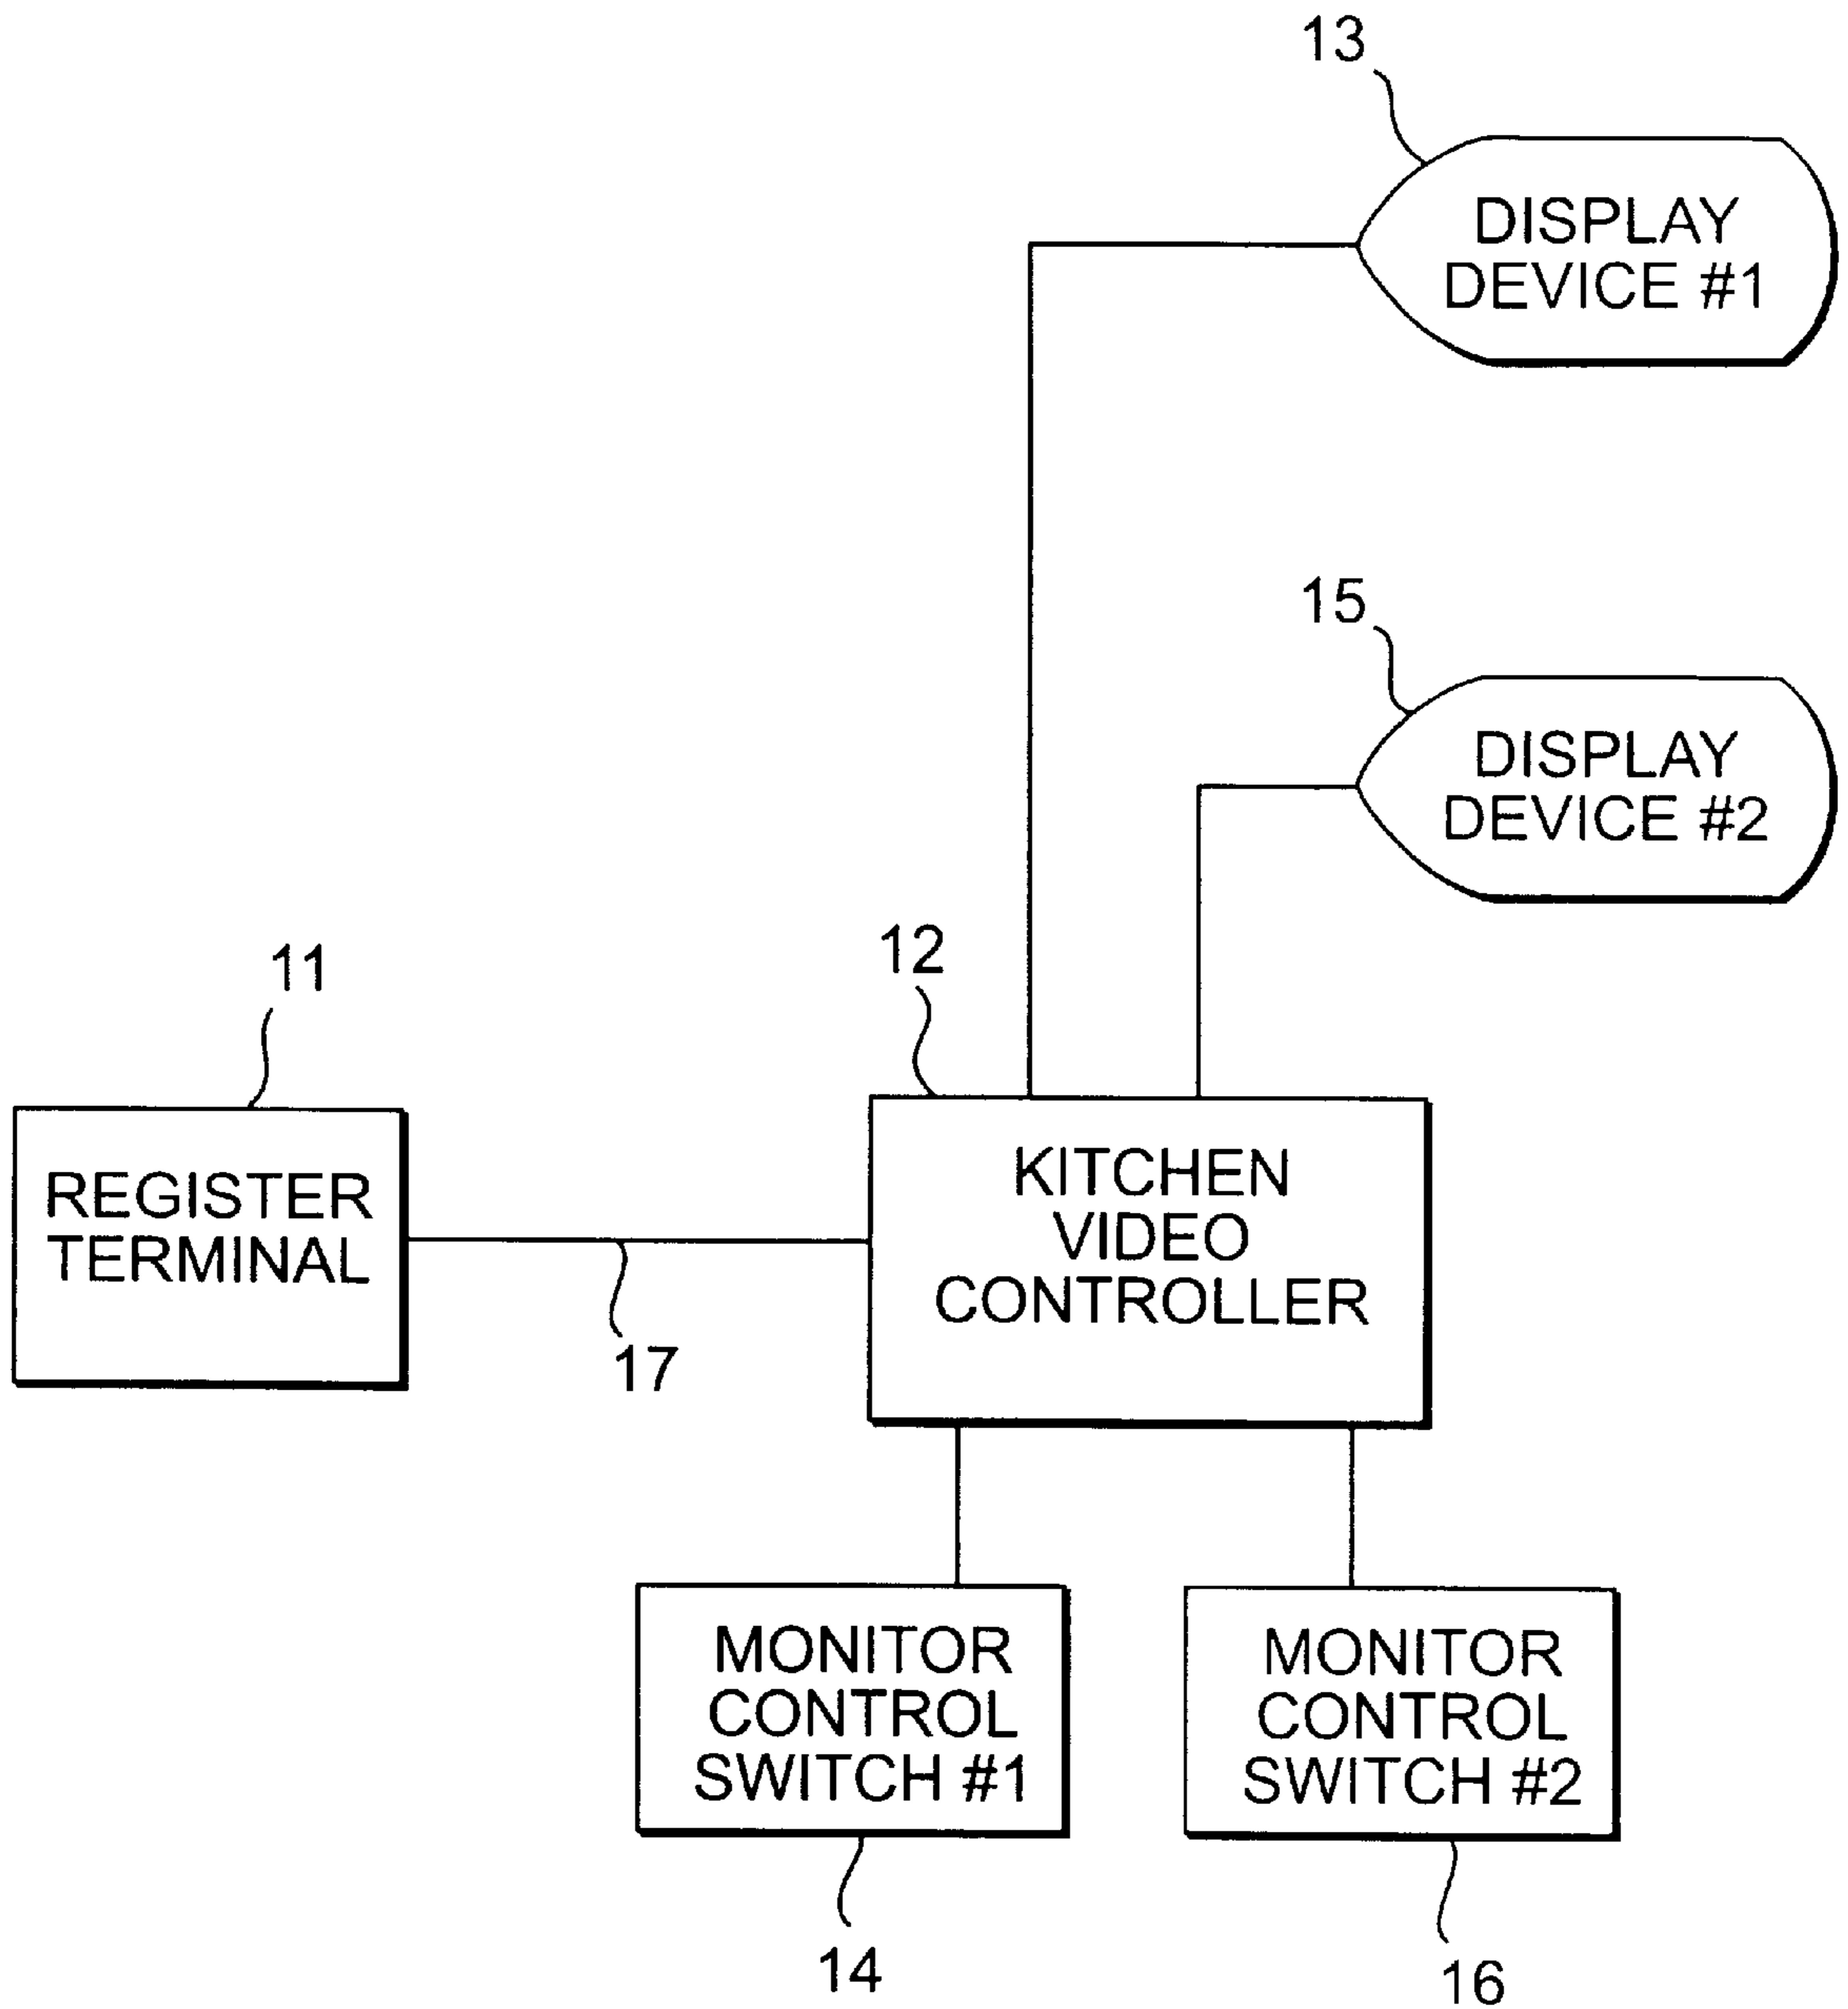 13
DISPLAY
DEVICE #1
15
DISPLAY
DEVICE #2
12
11
KITCHEN
VIDEO
CONTROLLER
REGISTER
TERMINAL
17
MONITOR
CONTROL
SWITCH #1
MONITOR
CONTROL
SWITCH #2
14
16